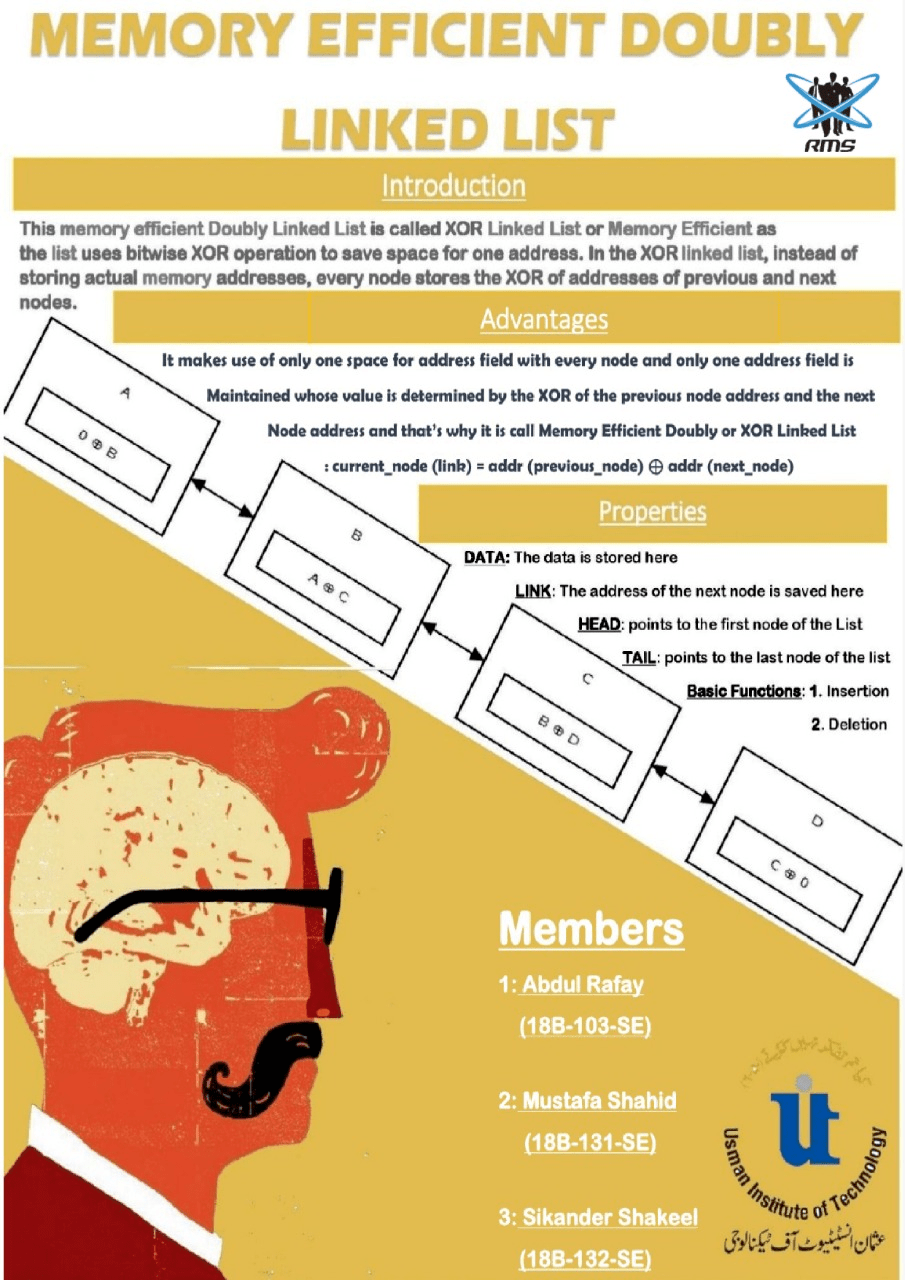 MEMORY EFFICIENT DOUBLY
LINKED LIST
RMS
Introduction
This memory efficient Doubly Linked List is called XOR Linked List or Memory Efficient as
the list uses bitwise XOR operation to save space for one address. In the XOR linked list, instead of
storing actual memory addresses, every node stores the XOR of addresses of previous and next
nodes.
Advantages
It makes use of only one space for address field with every node and only one address field is
Maintained whose value is determined by the XOR of the previous node address and the next
Node address and that's why it is call Memory Efficient Doubly or XOR Linked List
: current_node (link) = addr (previous_node) ⊕ addr (next_node)
A
0 ⊕ B
B
A ⊕ C
C
B ⊕ D
D
C ⊕ 0
Properties
DATA: The data is stored here
LINK: The address of the next node is saved here
HEAD: points to the first node of the List
TAIL: points to the last node of the list
Basic Functions: 1. Insertion
2. Deletion
Members
1: Abdul Rafay
(18B-103-SE)
2: Mustafa Shahid
(18B-131-SE)
3: Sikander Shakeel
(18B-132-SE)
uit
Usman Institute of Technology
عثمان انسٹیٹیوٹ آف ٹیکنالوجی